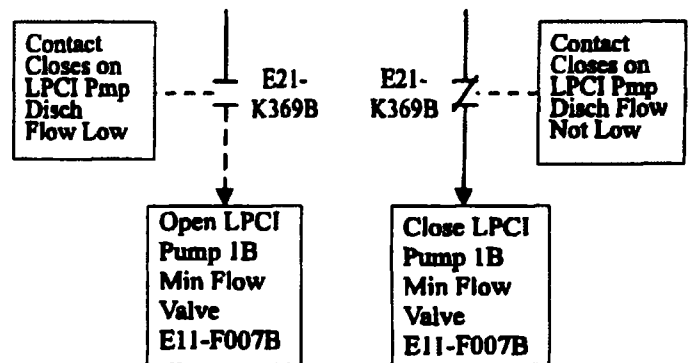 Contact
Closes on
LPCI Pmp
Disch
Flow Low
E21-
K369B
E21-
K369B
Contact
Closes on
LPCI Pmp
Disch Flow
Not Low
Open LPCI
Pump 1B
Min Flow
Valve
E11-F007B
Close LPCI
Pump 1B
Min Flow
Valve
E11-F007B